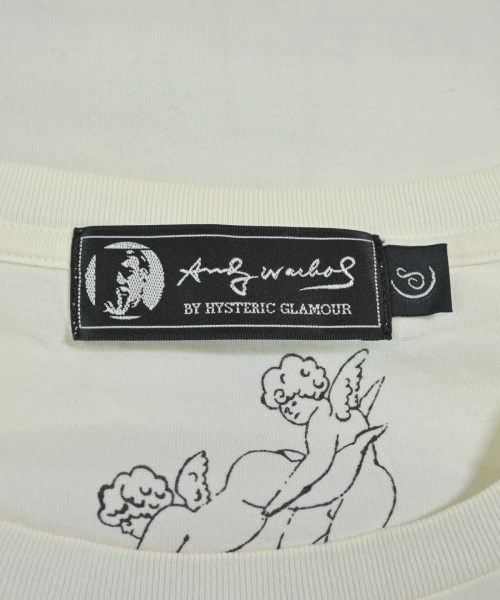 Andy Warhol
BY HYSTERIC GLAMOUR
S